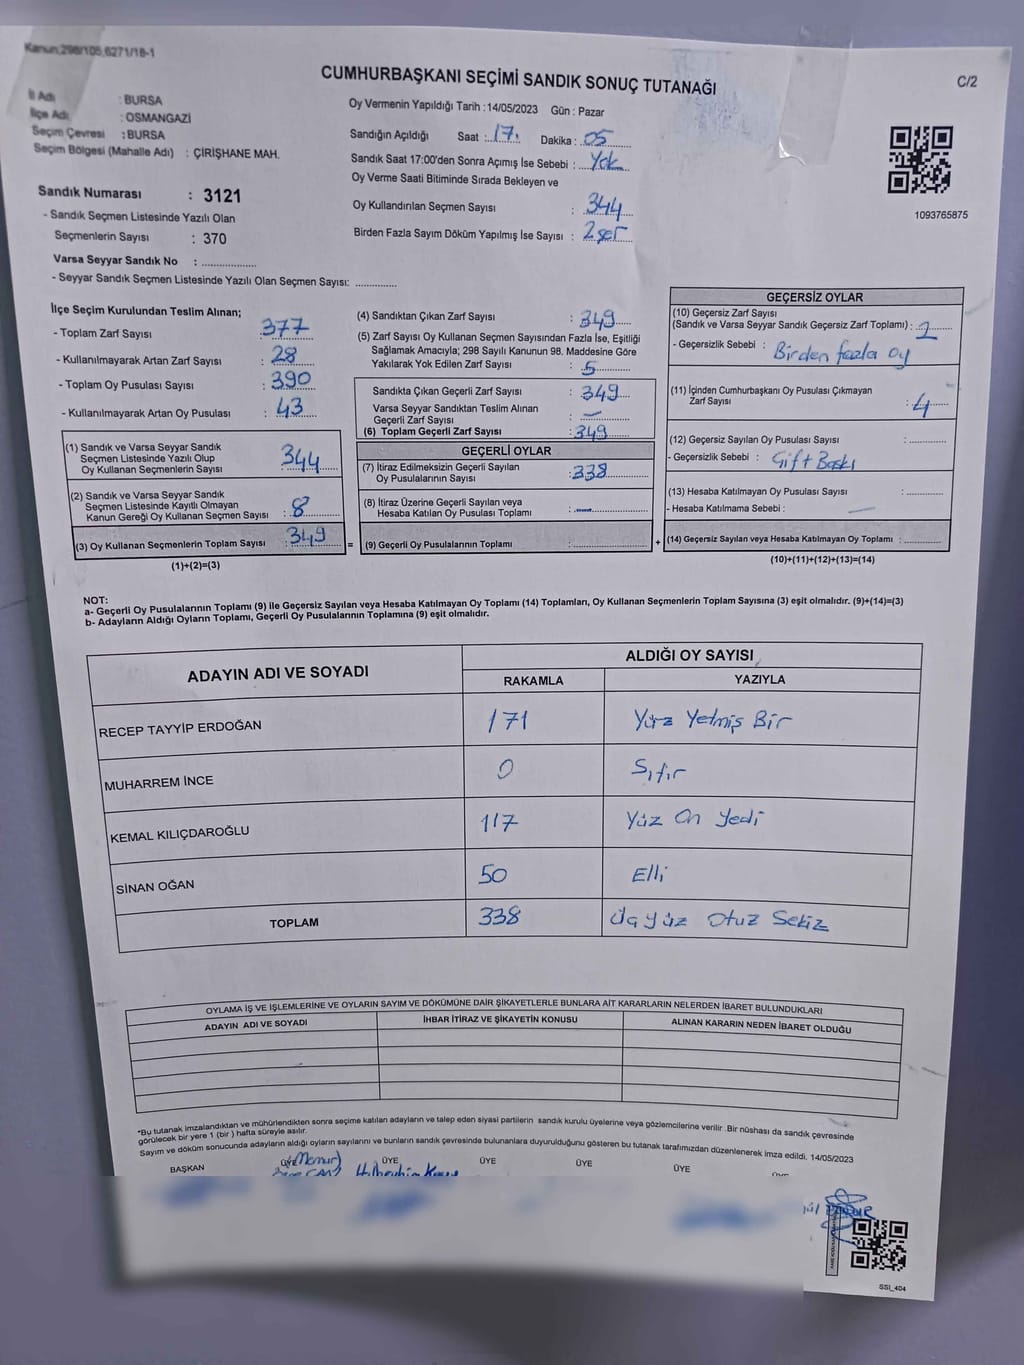 Kanun;298/105,6271/18-1
CUMHURBAŞKANI SEÇİMİ SANDIK SONUÇ TUTANAĞI
C/2
İl Adı : BURSA
İlçe Adı : OSMANGAZİ
Seçim Çevresi : BURSA
Seçim Bölgesi (Mahalle Adı) : ÇİRİŞHANE MAH.
Oy Vermenin Yapıldığı Tarih : 14/05/2023 Gün : Pazar
Sandığın Açıldığı Saat : 17. Dakika : 05
Sandık Saat 17:00'den Sonra Açımış İse Sebebi : Yok
Oy Verme Saati Bitiminde Sırada Bekleyen ve
Oy Kullandırılan Seçmen Sayısı : 344
Birden Fazla Sayım Döküm Yapılmış İse Sayısı : 2
1093765875
Sandık Numarası : 3121
- Sandık Seçmen Listesinde Yazılı Olan
Seçmenlerin Sayısı : 370
Varsa Seyyar Sandık No :
- Seyyar Sandık Seçmen Listesinde Yazılı Olan Seçmen Sayısı:
İlçe Seçim Kurulundan Teslim Alınan;
- Toplam Zarf Sayısı : 377
- Kullanılmayarak Artan Zarf Sayısı : 28
- Toplam Oy Pusulası Sayısı : 390
- Kullanılmayarak Artan Oy Pusulası : 43
(1) Sandık ve Varsa Seyyar Sandık
Seçmen Listesinde Yazılı Olup
Oy Kullanan Seçmenlerin Sayısı : 344
(2) Sandık ve Varsa Seyyar Sandık
Seçmen Listesinde Kayıtlı Olmayan
Kanun Gereği Oy Kullanan Seçmen Sayısı : 8
(3) Oy Kullanan Seçmenlerin Toplam Sayısı : 349 =
(1)+(2)=(3)
(4) Sandıktan Çıkan Zarf Sayısı : 349
(5) Zarf Sayısı Oy Kullanan Seçmen Sayısından Fazla İse, Eşitliği
Sağlamak Amacıyla; 298 Sayılı Kanunun 98. Maddesine Göre
Yakılarak Yok Edilen Zarf Sayısı : 5
Sandıkta Çıkan Geçerli Zarf Sayısı : 349
Varsa Seyyar Sandıktan Teslim Alınan
Geçerli Zarf Sayısı : —
(6) Toplam Geçerli Zarf Sayısı : 349
GEÇERLİ OYLAR
(7) İtiraz Edilmeksizin Geçerli Sayılan
Oy Pusulalarının Sayısı : 338
(8) İtiraz Üzerine Geçerli Sayılan veya
Hesaba Katılan Oy Pusulası Toplamı : —
(9) Geçerli Oy Pusulalarının Toplamı : +
GEÇERSİZ OYLAR
(10) Geçersiz Zarf Sayısı
(Sandık ve Varsa Seyyar Sandık Geçersiz Zarf Toplamı) :
- Geçersizlik Sebebi : Birden fazla oy
(11) İçinden Cumhurbaşkanı Oy Pusulası Çıkmayan
Zarf Sayısı : 4
(12) Geçersiz Sayılan Oy Pusulası Sayısı :
- Geçersizlik Sebebi : Çift Baskı
(13) Hesaba Katılmayan Oy Pusulası Sayısı :
- Hesaba Katılmama Sebebi : —
(14) Geçersiz Sayılan veya Hesaba Katılmayan Oy Toplamı :
(10)+(11)+(12)+(13)=(14)
NOT:
a- Geçerli Oy Pusulalarının Toplamı (9) ile Geçersiz Sayılan veya Hesaba Katılmayan Oy Toplamı (14) Toplamları, Oy Kullanan Seçmenlerin Toplam Sayısına (3) eşit olmalıdır. (9)+(14)=(3)
b- Adayların Aldığı Oyların Toplamı, Geçerli Oy Pusulalarının Toplamına (9) eşit olmalıdır.
ADAYIN ADI VE SOYADI
ALDIĞI OY SAYISI
RAKAMLA YAZIYLA
RECEP TAYYİP ERDOĞAN 171 Yüz Yetmiş Bir
MUHARREM İNCE 0 Sıfır
KEMAL KILIÇDAROĞLU 117 Yüz On Yedi
SİNAN OĞAN 50 Elli
TOPLAM 338 Üçyüz Otuz Sekiz
OYLAMA İŞ VE İŞLEMLERİNE VE OYLARIN SAYIM VE DÖKÜMÜNE DAİR ŞİKAYETLERLE BUNLARA AİT KARARLARIN NELERDEN İBARET BULUNDUKLARI
ADAYIN ADI VE SOYADI İHBAR İTİRAZ VE ŞİKAYETİN KONUSU ALINAN KARARIN NEDEN İBARET OLDUĞU
*Bu tutanak imzalandıktan ve mühürlendikten sonra seçime katılan adayların ve talep eden siyasi partilerin sandık kurulu üyelerine veya gözlemcilerine verilir. Bir nüshası da sandık çevresinde
görülecek bir yere 1 (bir) hafta süreyle asılır.
Sayım ve döküm sonucunda adayların aldığı oyların sayılarını ve bunların sandık çevresinde bulunanlara duyurulduğunu gösteren bu tutanak tarafımızdan düzenlenerek imza edildi. 14/05/2023
BAŞKAN ÜYE (Memur) ÜYE ÜYE ÜYE ÜYE
SSI_404